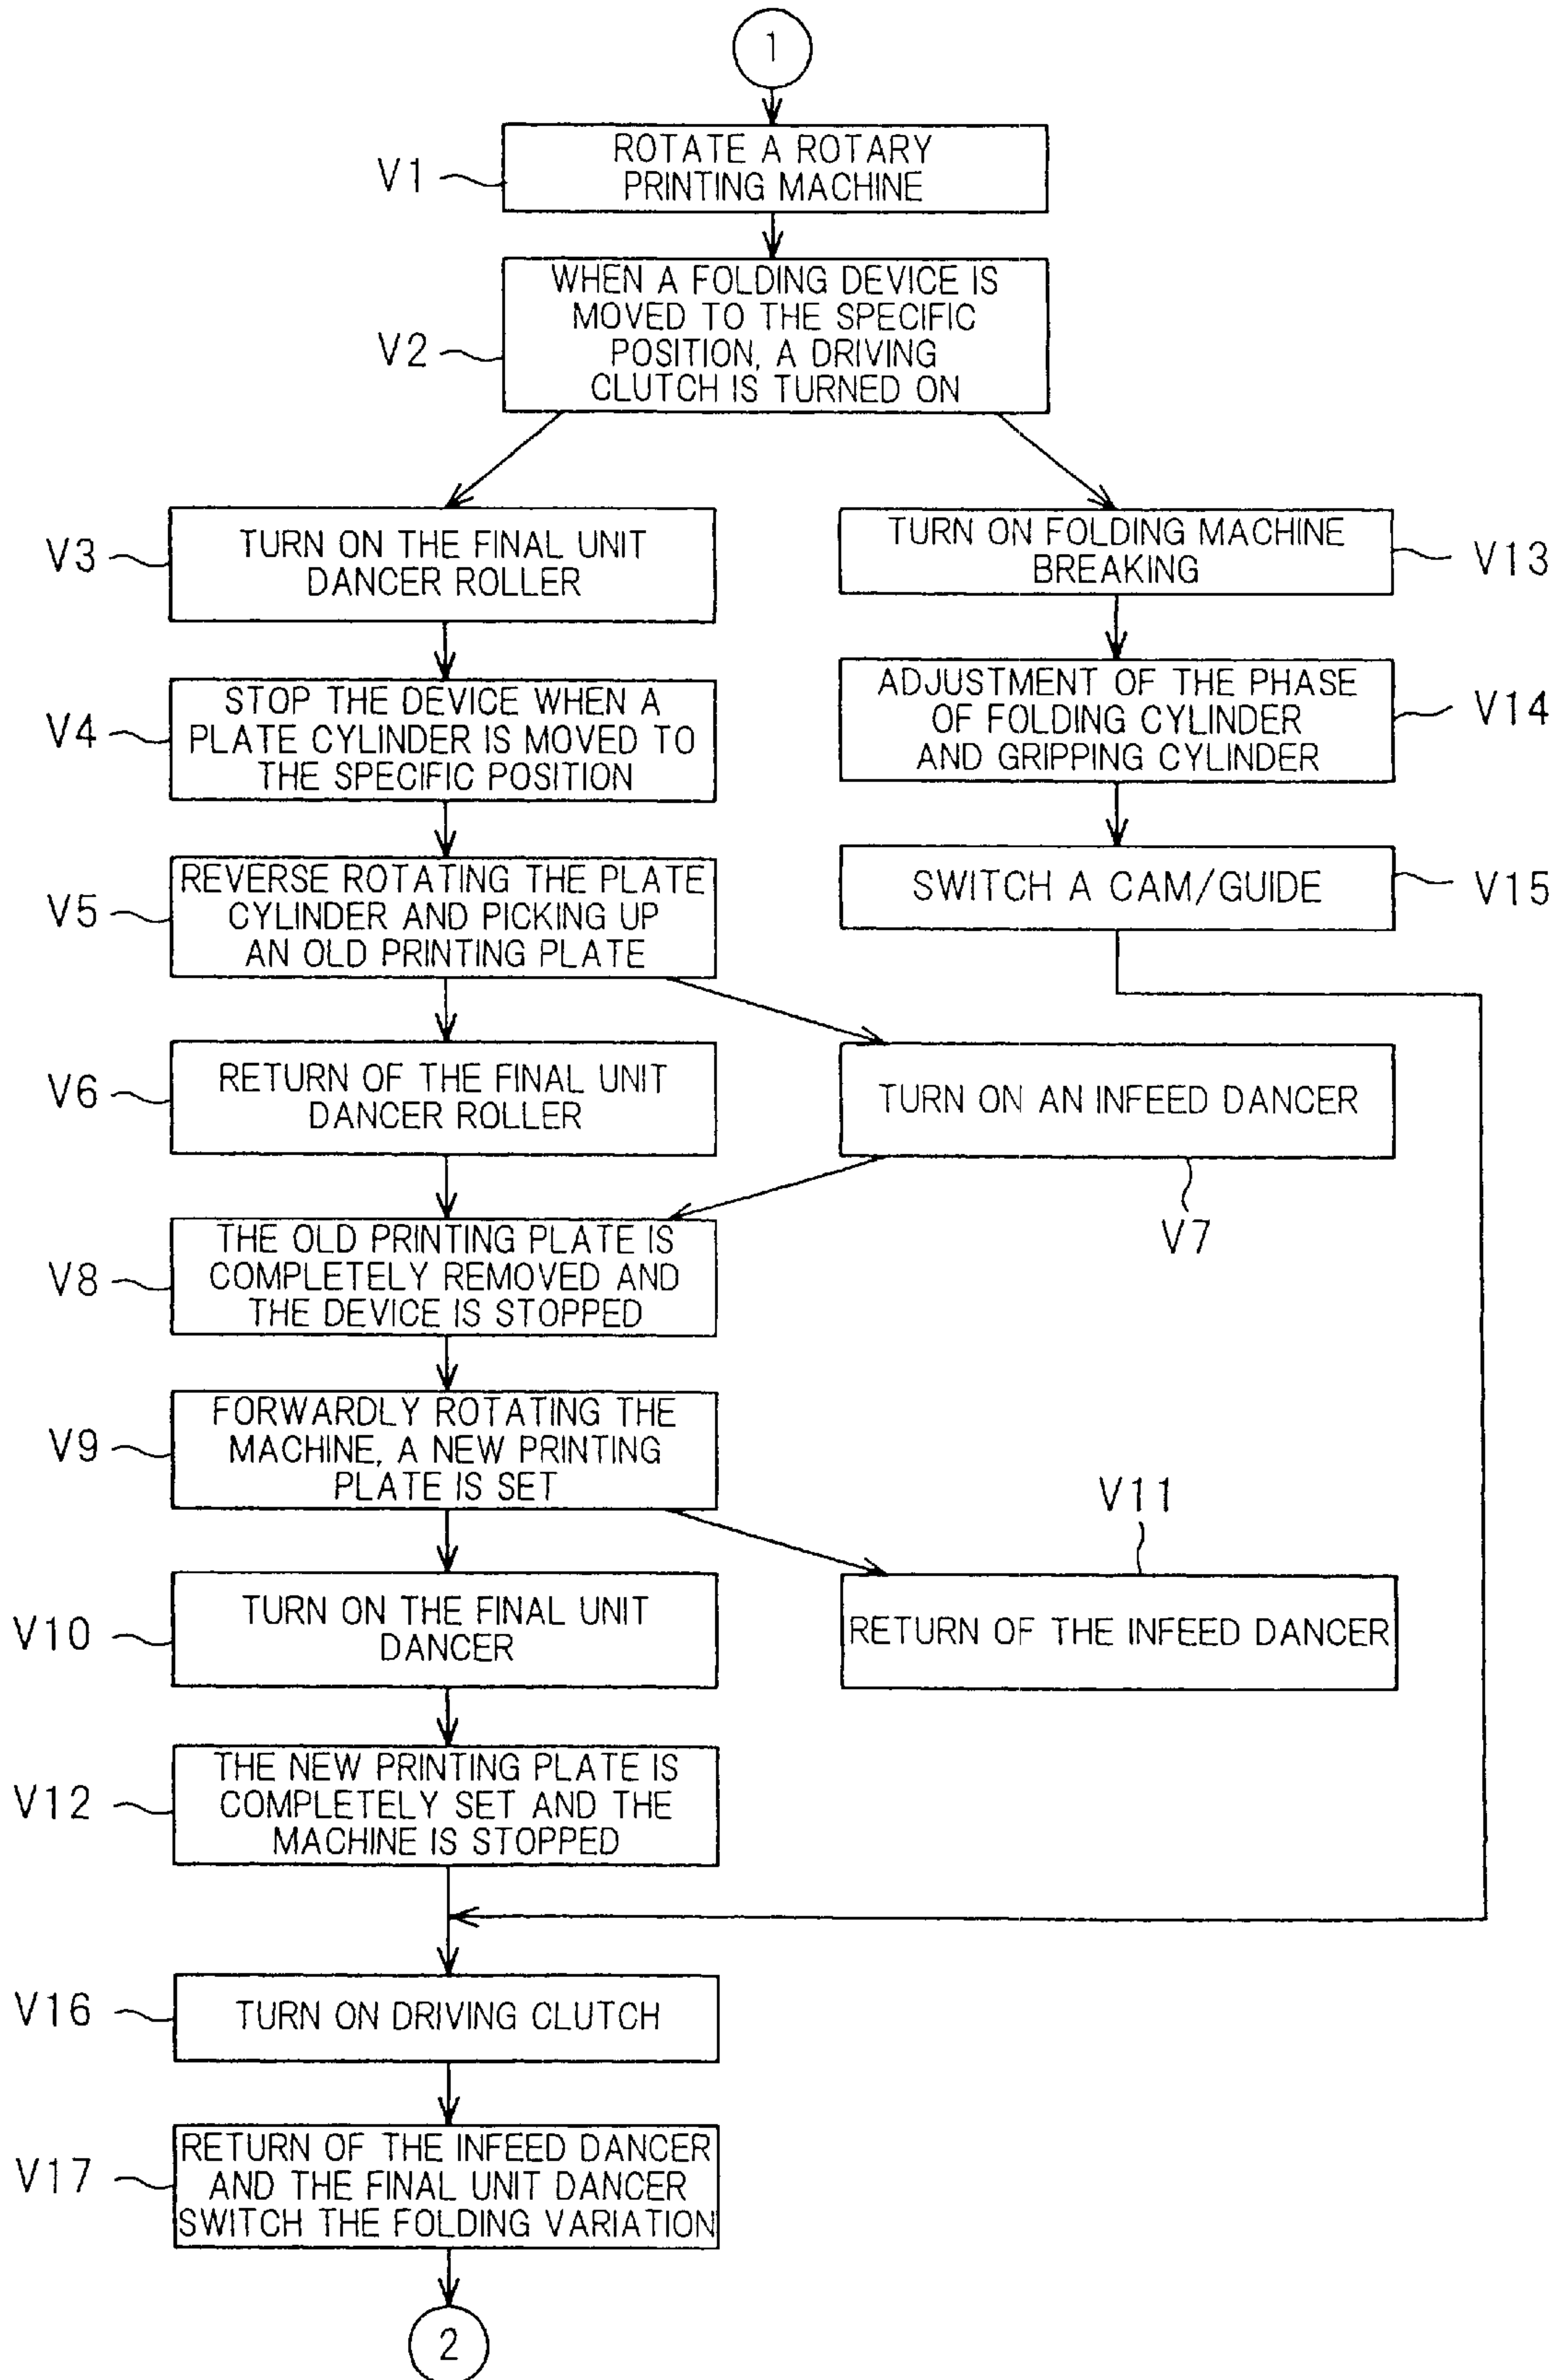 1
V1
ROTATE A ROTARY
PRINTING MACHINE
V2
WHEN A FOLDING DEVICE IS
MOVED TO THE SPECIFIC
POSITION, A DRIVING
CLUTCH IS TURNED ON
V3
TURN ON THE FINAL UNIT
DANCER ROLLER
TURN ON FOLDING MACHINE
BREAKING
V13
V4
STOP THE DEVICE WHEN A
PLATE CYLINDER IS MOVED TO
THE SPECIFIC POSITION
ADJUSTMENT OF THE PHASE
OF FOLDING CYLINDER
AND GRIPPING CYLINDER
V14
V5
REVERSE ROTATING THE PLATE
CYLINDER AND PICKING UP
AN OLD PRINTING PLATE
SWITCH A CAM/GUIDE
V15
V6
RETURN OF THE FINAL UNIT
DANCER ROLLER
TURN ON AN INFEED DANCER
V7
V8
THE OLD PRINTING PLATE IS
COMPLETELY REMOVED AND
THE DEVICE IS STOPPED
V9
FORWARDLY ROTATING THE
MACHINE, A NEW PRINTING
PLATE IS SET
V11
V10
TURN ON THE FINAL UNIT
DANCER
RETURN OF THE INFEED DANCER
V12
THE NEW PRINTING PLATE IS
COMPLETELY SET AND THE
MACHINE IS STOPPED
V16
TURN ON DRIVING CLUTCH
V17
RETURN OF THE INFEED DANCER
AND THE FINAL UNIT DANCER
SWITCH THE FOLDING VARIATION
2